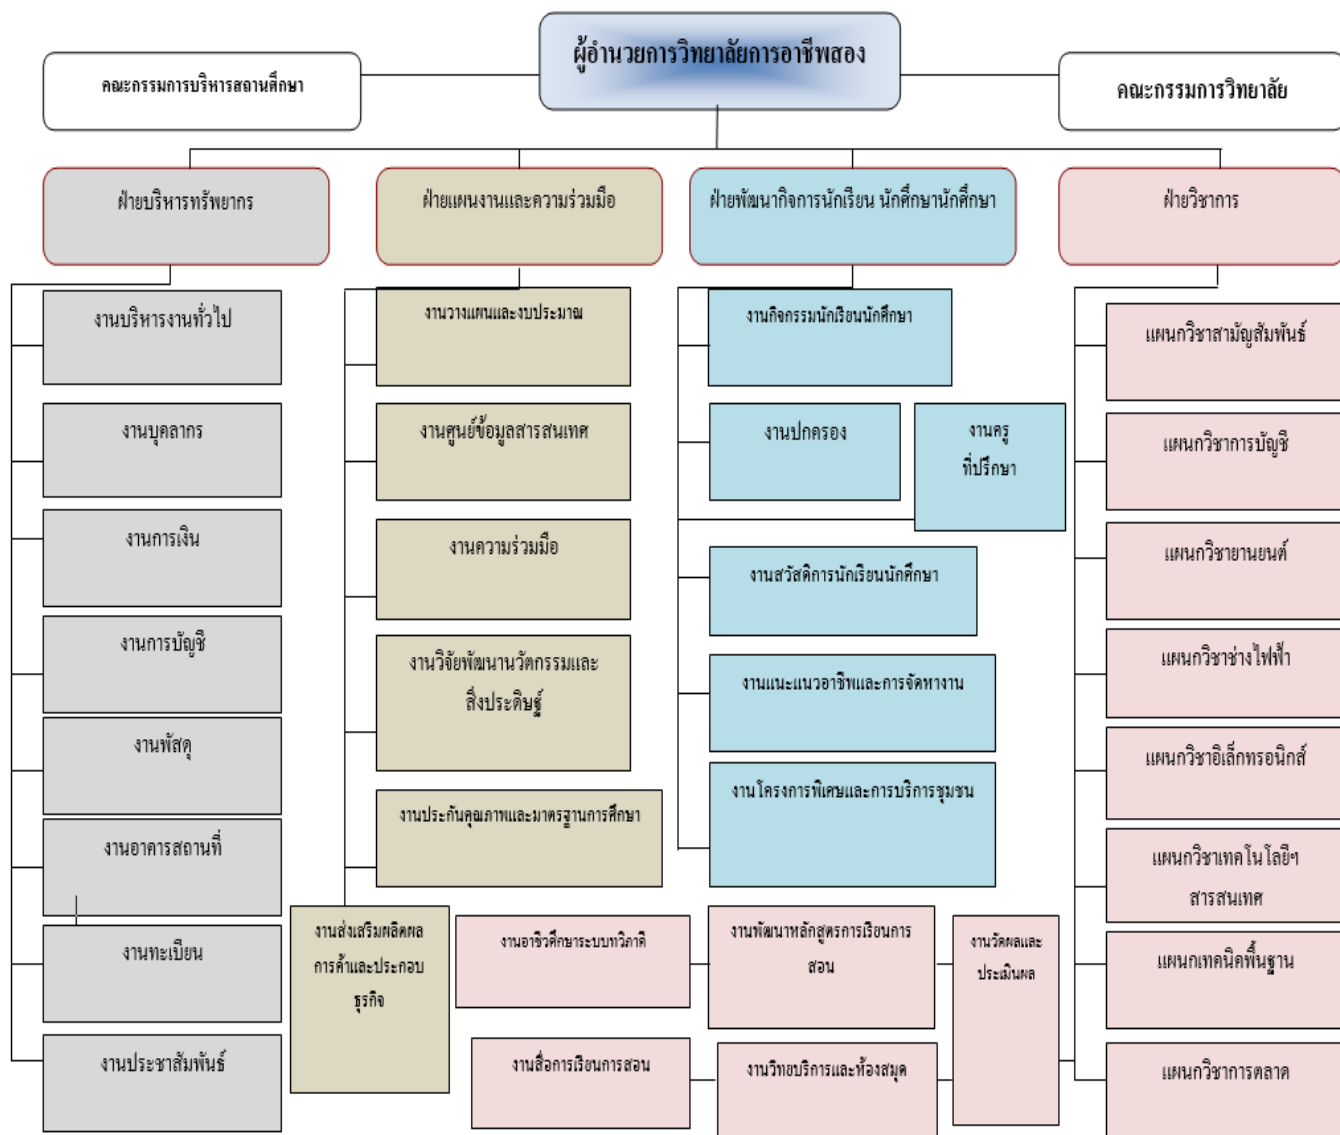 ผู้อำนวยการวิทยาลัยการอาชีพสอง
คณะกรรมการบริหารสถานศึกษา
คณะกรรมการวิทยาลัย
ฝ่ายบริหารทรัพยากร
ฝ่ายแผนงานและความร่วมมือ
ฝ่ายพัฒนากิจการนักเรียน นักศึกษานักศึกษา
ฝ่ายวิชาการ
งานบริหารงานทั่วไป
งานบุคลากร
งานการเงิน
งานการบัญชี
งานพัสดุ
งานอาคารสถานที่
งานทะเบียน
งานประชาสัมพันธ์
งานวางแผนและงบประมาณ
งานศูนย์ข้อมูลสารสนเทศ
งานความร่วมมือ
งานวิจัยพัฒนานวัตกรรมและ
สิ่งประดิษฐ์
งานประกันคุณภาพและมาตรฐานการศึกษา
งานส่งเสริมผลิตผล
การค้าและประกอบ
ธุรกิจ
งานกิจกรรมนักเรียนนักศึกษา
งานปกครอง
งานครู
ที่ปรึกษา
งานสวัสดิการนักเรียนนักศึกษา
งานแนะแนวอาชีพและการจัดหางาน
งานโครงการพิเศษและการบริการชุมชน
แผนกวิชาสามัญสัมพันธ์
แผนกวิชาการบัญชี
แผนกวิชายานยนต์
แผนกวิชาช่างไฟฟ้า
แผนกวิชาอิเล็กทรอนิกส์
แผนกวิชาเทคโนโลยีฯ
สารสนเทศ
แผนกเทคนิคพื้นฐาน
แผนกวิชาการตลาด
งานอาชีวศึกษาระบบทวิภาคี
งานพัฒนาหลักสูตรการเรียนการ
สอน
งานวัดผลและ
ประเมินผล
งานสื่อการเรียนการสอน
งานวิทยบริการและห้องสมุด